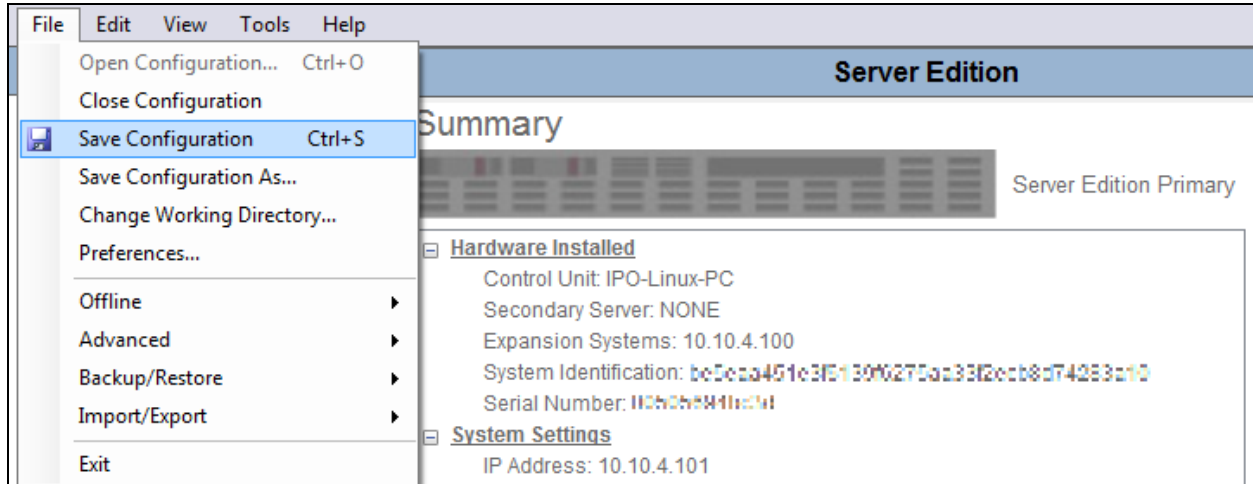 File Edit View Tools Help
Open Configuration... Ctrl+O
Close Configuration
Save Configuration Ctrl+S
Save Configuration As...
Change Working Directory...
Preferences...
Offline
Advanced
Backup/Restore
Import/Export
Exit
Server Edition
Summary
Server Edition Primary
Hardware Installed
Control Unit: IPO-Linux-PC
Secondary Server: NONE
Expansion Systems: 10.10.4.100
System Identification:
Serial Number:
System Settings
IP Address: 10.10.4.101